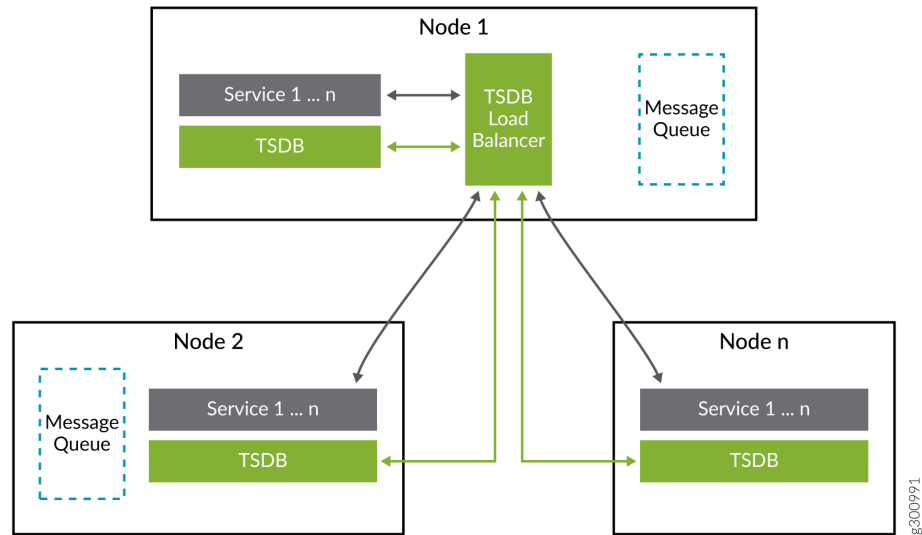 Node 1
Service 1 ... n
TSDB
TSDB
Load
Balancer
Message
Queue
Node 2
Message
Queue
Service 1 ... n
TSDB
Node n
Service 1 ... n
TSDB
g300991